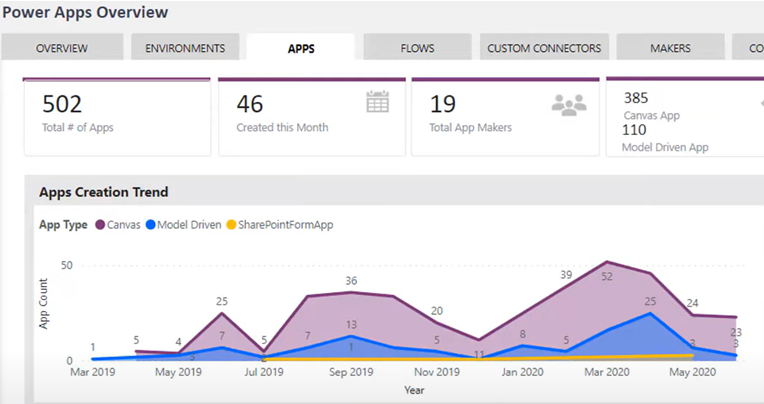 Power Apps Overview
OVERVIEW ENVIRONMENTS APPS FLOWS CUSTOM CONNECTORS MAKERS CO
502
Total # of Apps
46
Created this Month
19
Total App Makers
385
Canvas App
110
Model Driven App
Apps Creation Trend
App Type Canvas Model Driven SharePointFormApp
App Count
50
0
1 5 4 3 25 7 5 2 7 36 13 1 20 5 11 8 39 5 52 25 24 3 23 3
Mar 2019 May 2019 Jul 2019 Sep 2019 Nov 2019 Jan 2020 Mar 2020 May 2020
Year